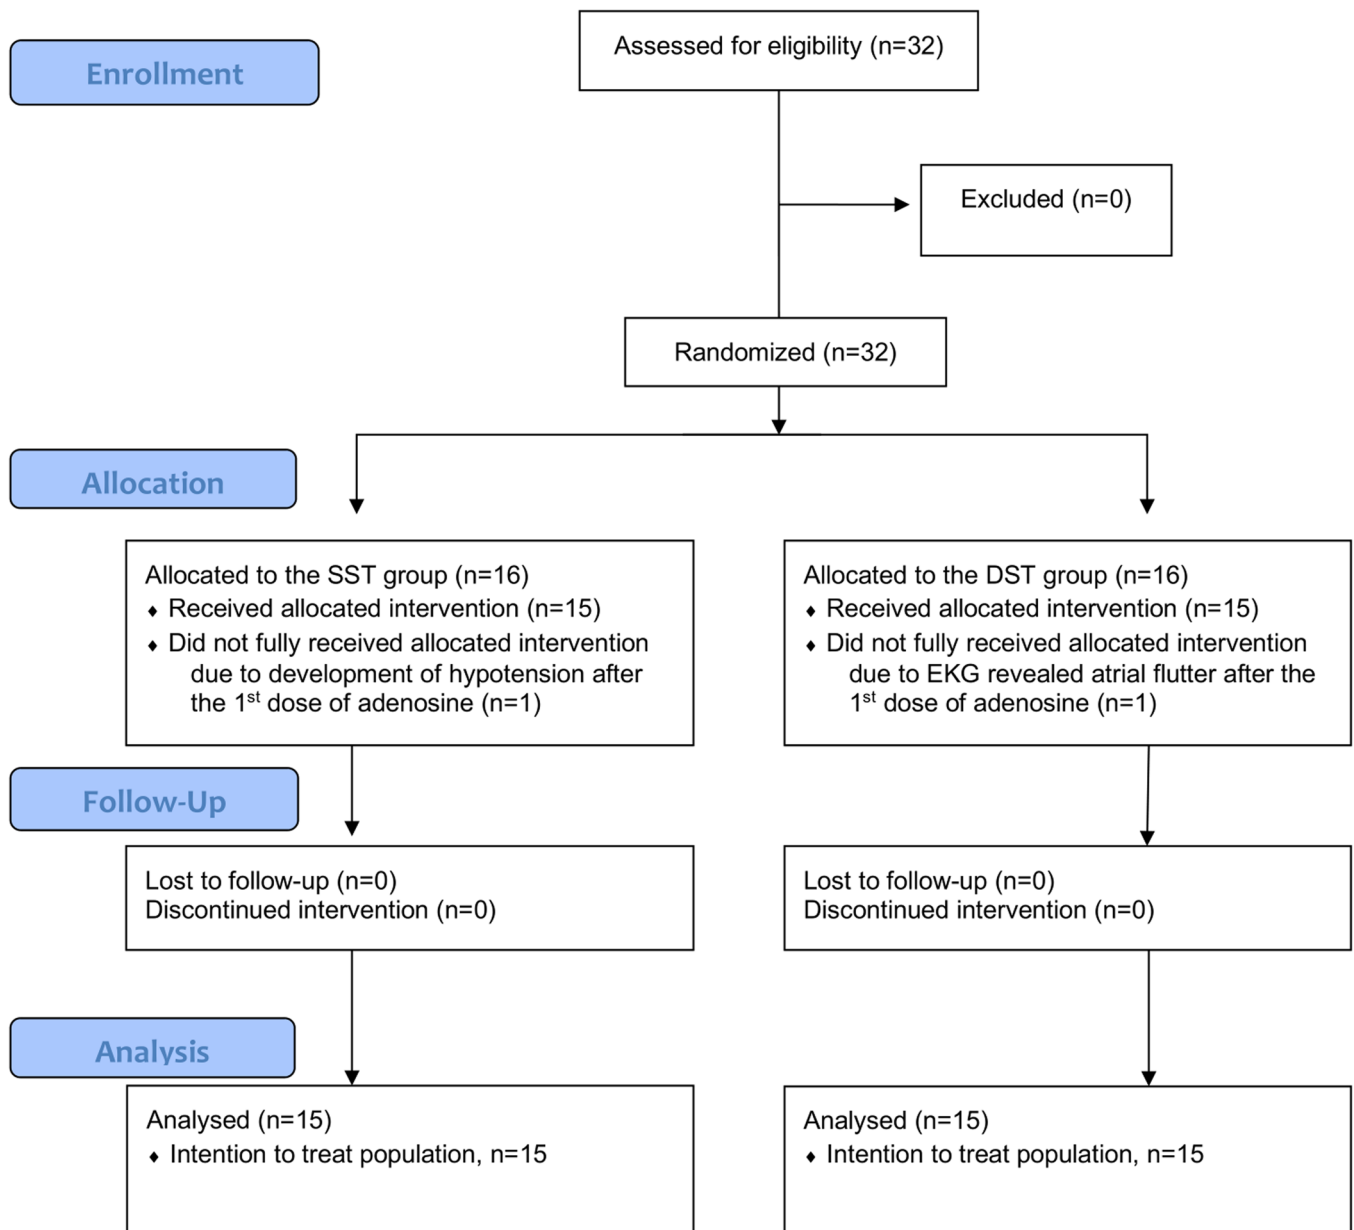 Assessed for eligibility (n=32)
Enrollment
Excluded (n=0)
Randomized (n=32)
Allocation
Allocated to the SST group (n=16)
♦ Received allocated intervention (n=15)
♦ Did not fully received allocated intervention
due to development of hypotension after
the 1st dose of adenosine (n=1)
Allocated to the DST group (n=16)
♦ Received allocated intervention (n=15)
♦ Did not fully received allocated intervention
due to EKG revealed atrial flutter after the
1st dose of adenosine (n=1)
Follow-Up
Lost to follow-up (n=0)
Discontinued intervention (n=0)
Lost to follow-up (n=0)
Discontinued intervention (n=0)
Analysis
Analysed (n=15)
♦ Intention to treat population, n=15
Analysed (n=15)
♦ Intention to treat population, n=15